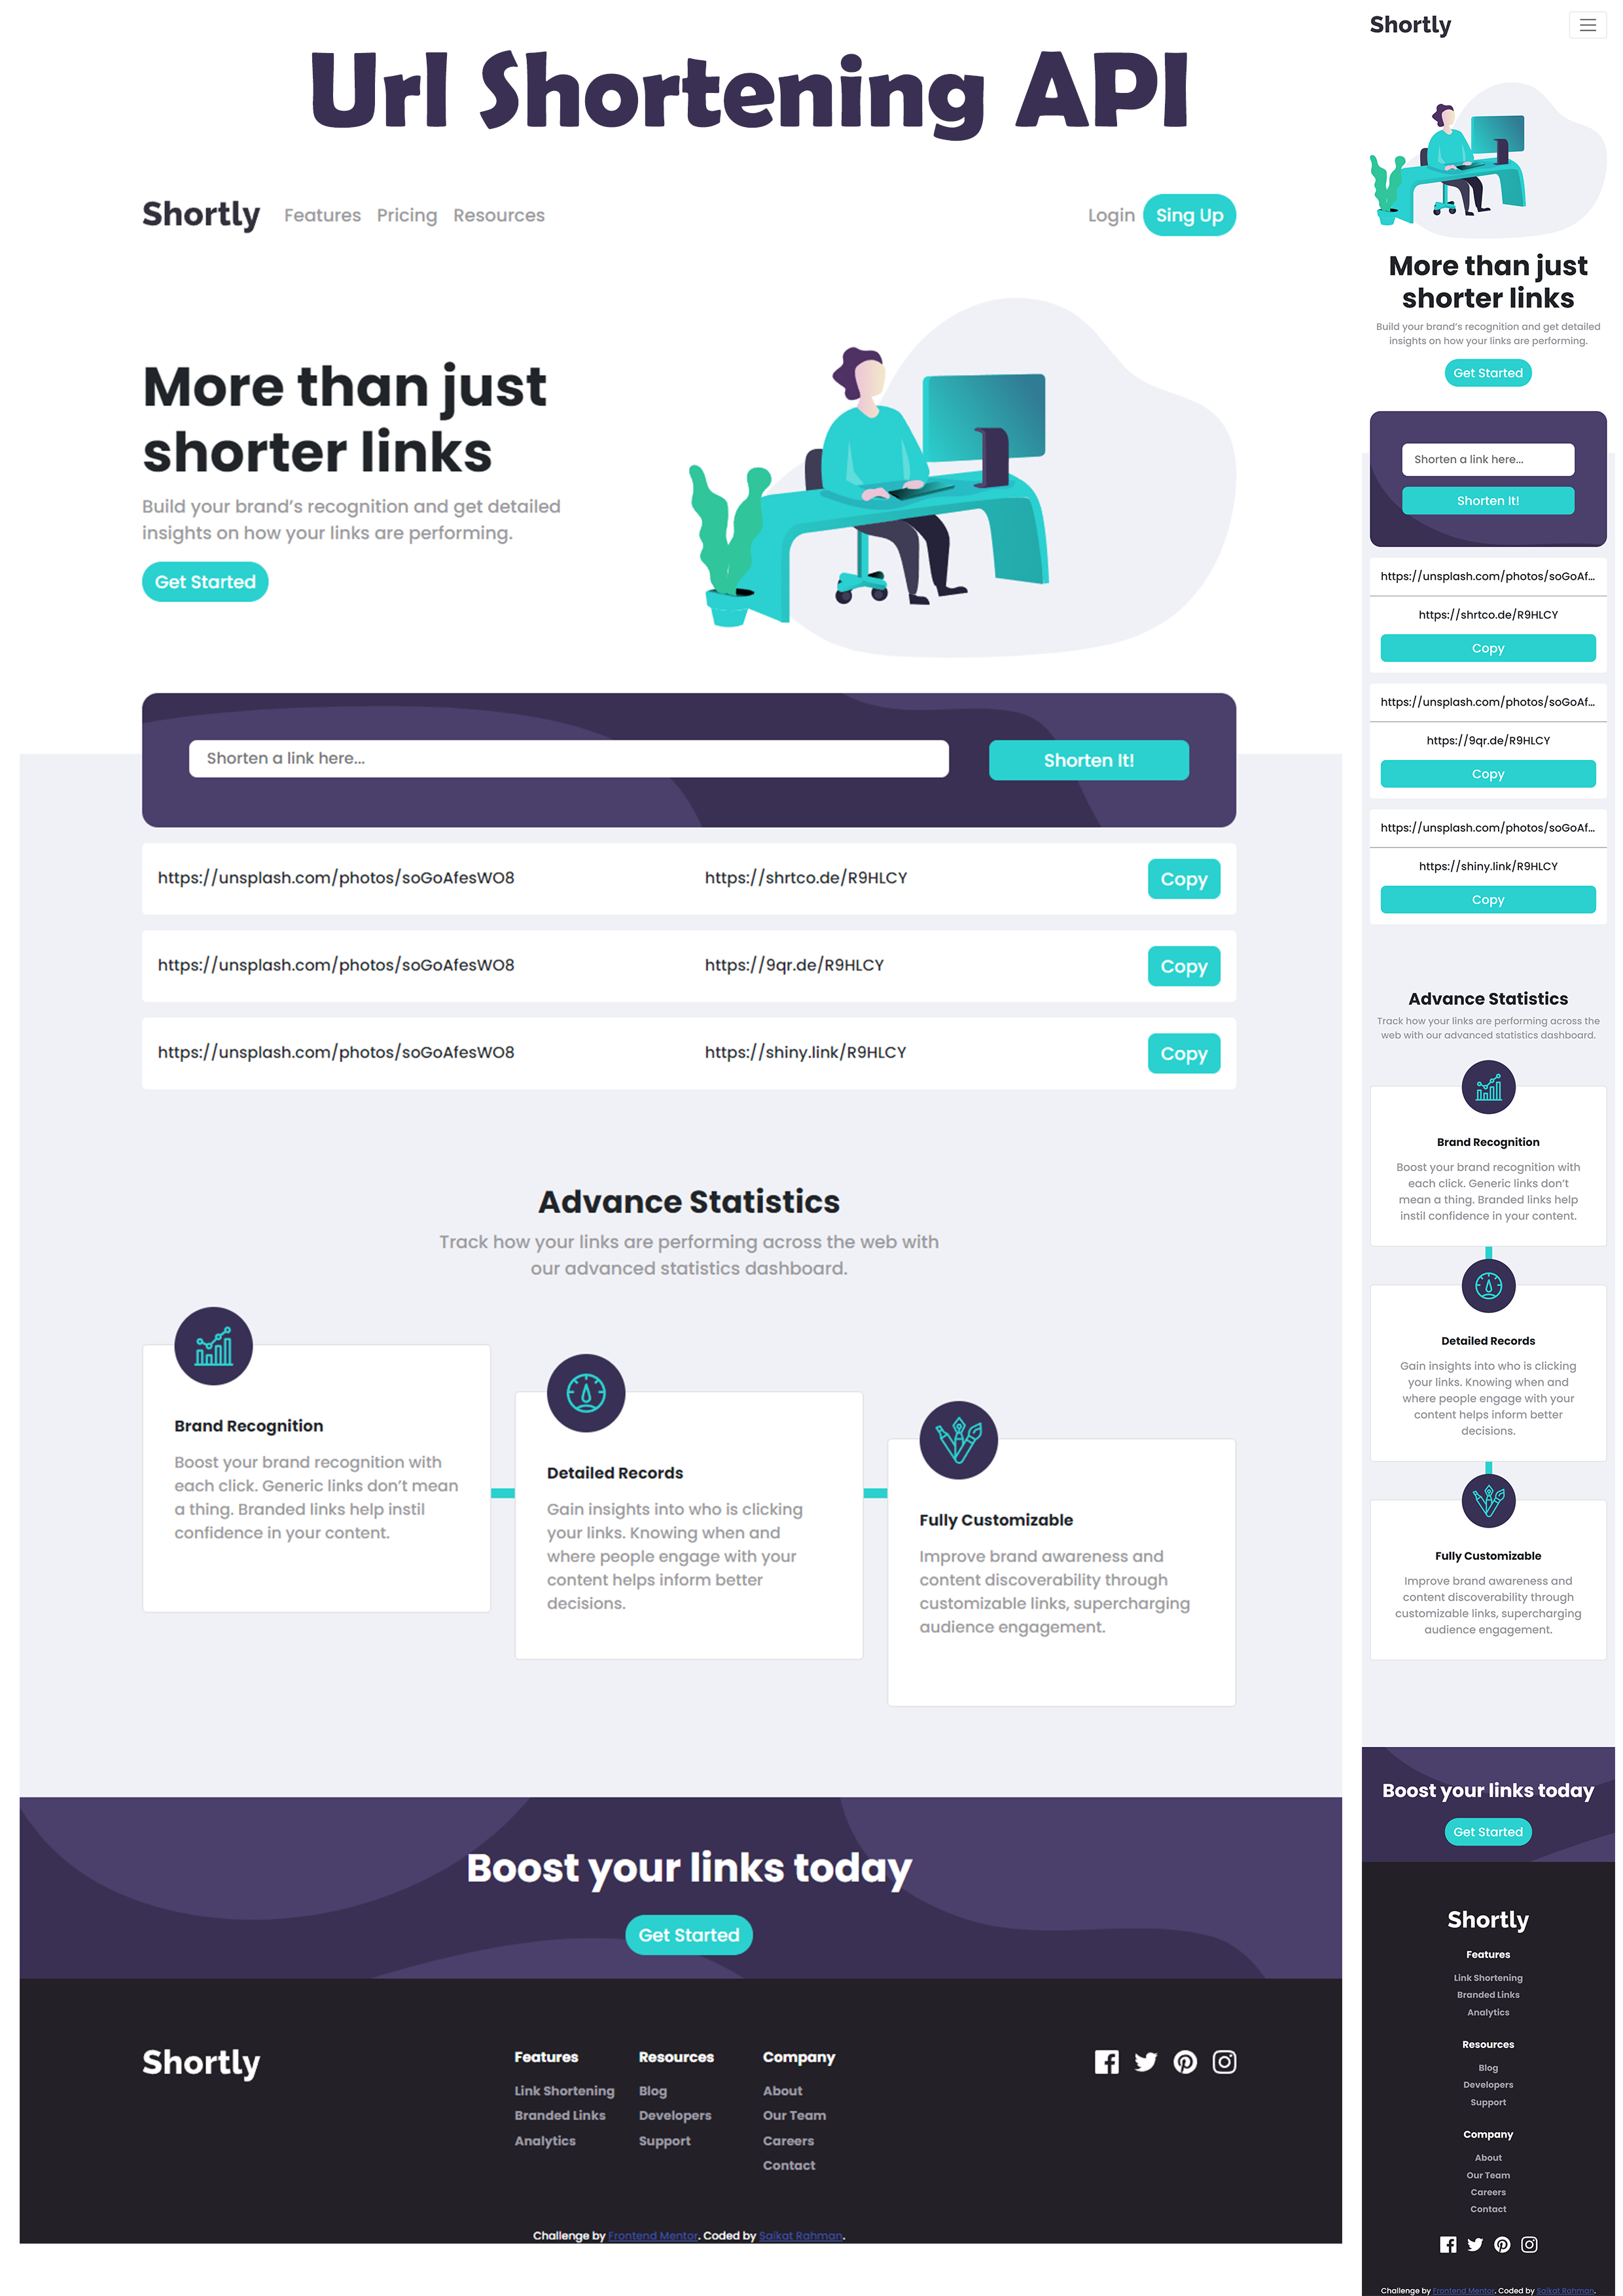 Url Shortening API
Shortly Features Pricing Resources Login Sing Up
More than just
shorter links
Build your brand's recognition and get detailed
insights on how your links are performing.
Get Started
Shorten a link here... Shorten It!
https://unsplash.com/photos/soGoAfesWO8 https://shrtco.de/R9HLCY Copy
https://unsplash.com/photos/soGoAfesWO8 https://9qr.de/R9HLCY Copy
https://unsplash.com/photos/soGoAfesWO8 https://shiny.link/R9HLCY Copy
Advance Statistics
Track how your links are performing across the web with
our advanced statistics dashboard.
Brand Recognition
Boost your brand recognition with
each click. Generic links don't mean
a thing. Branded links help instil
confidence in your content.
Detailed Records
Gain insights into who is clicking
your links. Knowing when and
where people engage with your
content helps inform better
decisions.
Fully Customizable
Improve brand awareness and
content discoverability through
customizable links, supercharging
audience engagement.
Boost your links today
Get Started
Shortly
Features
Link Shortening
Branded Links
Analytics
Resources
Blog
Developers
Support
Company
About
Our Team
Careers
Contact
Challenge by Frontend Mentor. Coded by Saikat Rahman.
Shortly
More than just
shorter links
Build your brand's recognition and get detailed
insights on how your links are performing.
Get Started
Shorten a link here...
Shorten It!
https://unsplash.com/photos/soGoAf...
https://shrtco.de/R9HLCY
Copy
https://unsplash.com/photos/soGoAf...
https://9qr.de/R9HLCY
Copy
https://unsplash.com/photos/soGoAf...
https://shiny.link/R9HLCY
Copy
Advance Statistics
Track how your links are performing across the
web with our advanced statistics dashboard.
Brand Recognition
Boost your brand recognition with
each click. Generic links don't
mean a thing. Branded links help
instil confidence in your content.
Detailed Records
Gain insights into who is clicking
your links. Knowing when and
where people engage with your
content helps inform better
decisions.
Fully Customizable
Improve brand awareness and
content discoverability through
customizable links, supercharging
audience engagement.
Boost your links today
Get Started
Shortly
Features
Link Shortening
Branded Links
Analytics
Resources
Blog
Developers
Support
Company
About
Our Team
Careers
Contact
Challenge by Frontend Mentor. Coded by Saikat Rahman.